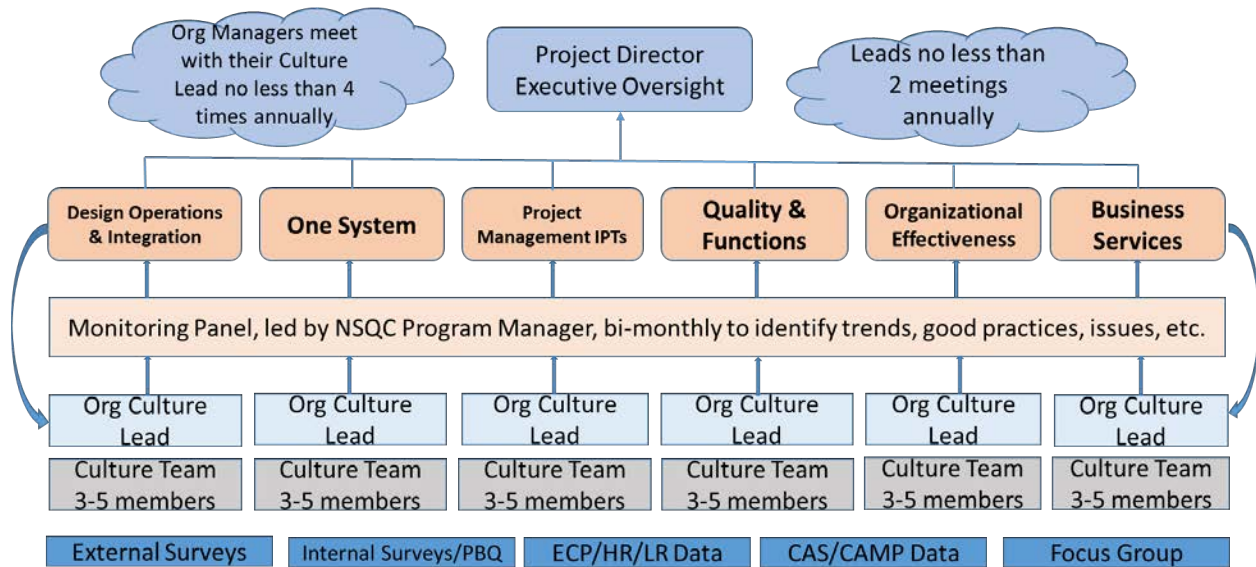 Org Managers meet
with their Culture
Lead no less than 4
times annually
Project Director
Executive Oversight
Leads no less than
2 meetings
annually
Design Operations
& Integration
One System
Project
Management IPTs
Quality &
Functions
Organizational
Effectiveness
Business
Services
Monitoring Panel, led by NSQC Program Manager, bi-monthly to identify trends, good practices, issues, etc.
Org Culture
Lead
Org Culture
Lead
Org Culture
Lead
Org Culture
Lead
Org Culture
Lead
Org Culture
Lead
Culture Team
3-5 members
Culture Team
3-5 members
Culture Team
3-5 members
Culture Team
3-5 members
Culture Team
3-5 members
Culture Team
3-5 members
External Surveys
Internal Surveys/PBQ
ECP/HR/LR Data
CAS/CAMP Data
Focus Group